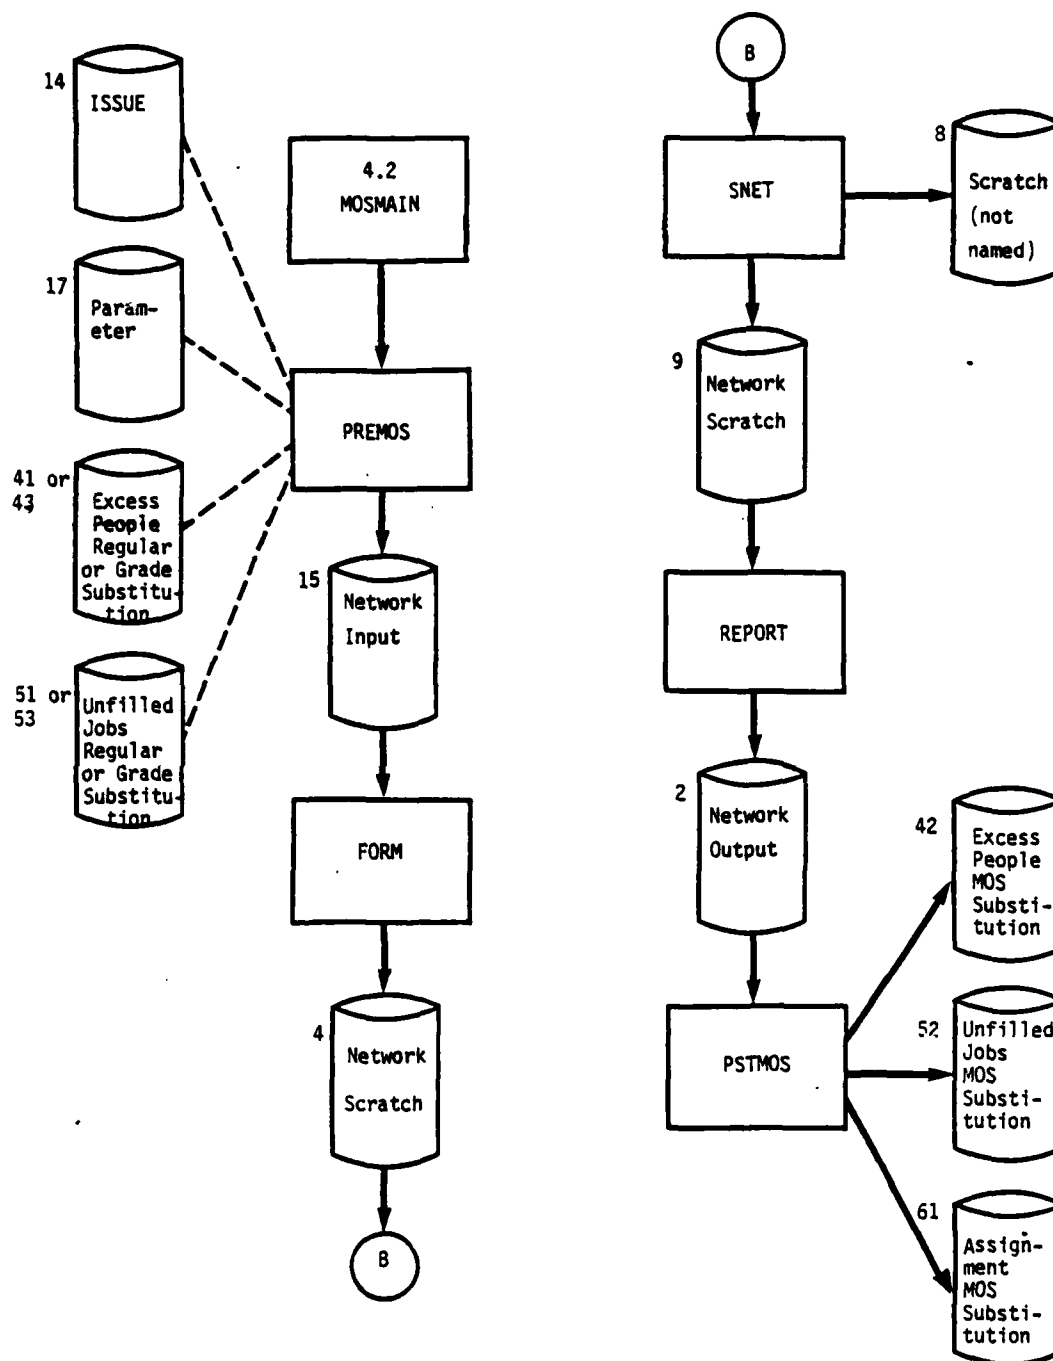 14
ISSUE
17
Param-
eter
41 or
43
Excess
People
Regular
or Grade
Substitu-
tion
51 or
53
Unfilled
Jobs
Regular
or Grade
Substitu-
tion
4.2
MOSMAIN
PREMOS
15
Network
Input
FORM
4
Network
Scratch
B
B
SNET
8
Scratch
(not
named)
9
Network
Scratch
REPORT
2
Network
Output
PSTMOS
42
Excess
People
MOS
Substi-
tution
52
Unfilled
Jobs
MOS
Substi-
tution
61
Assign-
ment
MOS
Substi-
tution